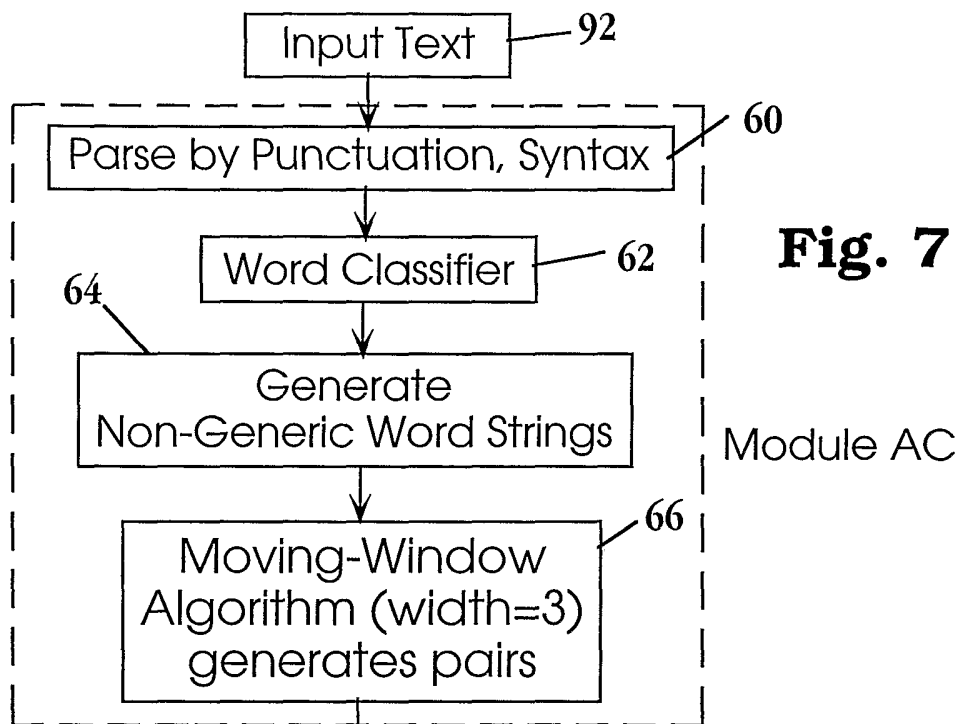 Input Text
92
Parse by Punctuation, Syntax
60
Word Classifier
62
Fig. 7
64
Generate
Non-Generic Word Strings
Module AC
66
Moving-Window
Algorithm (width=3)
generates pairs